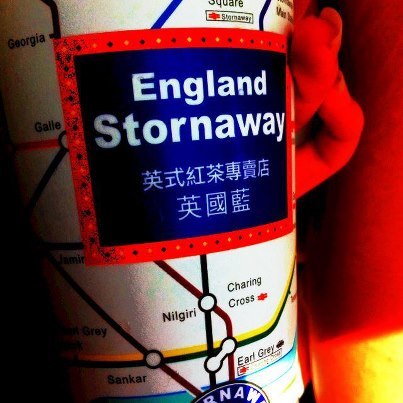 Square
Stornaway
Georgia
England
Galle
Stornaway
英式紅茶專賣店
英國藍
Charing
Cross
Nilgiri
Grey
Earl Grey
Sankar